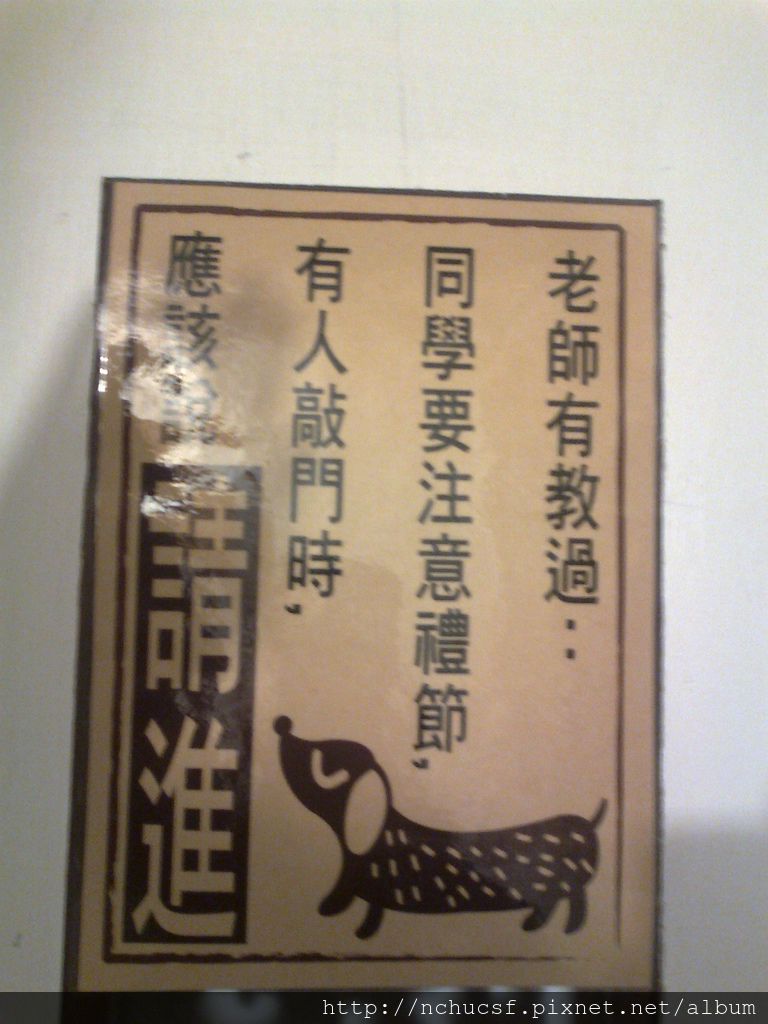 老師有教過：
同學要注意禮節，
有人敲門時，
應該說請進
http://nchucsf.pixnet.net/album